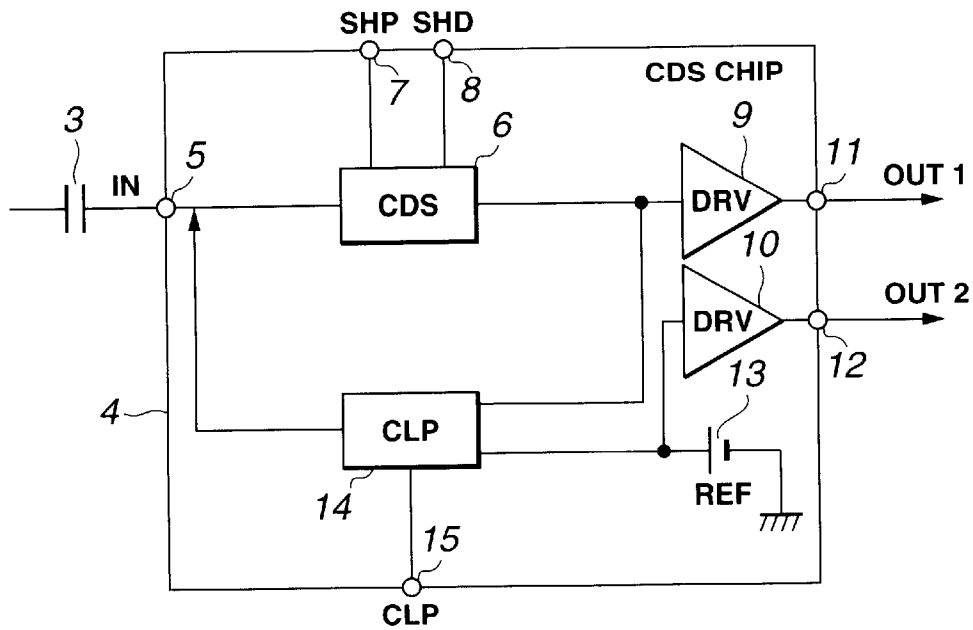 SHP SHD
7 8
CDS CHIP
3
IN
5
6
CDS
9
DRV
11
OUT 1
10
DRV
OUT 2
12
13
4
CLP
14
REF
15
CLP